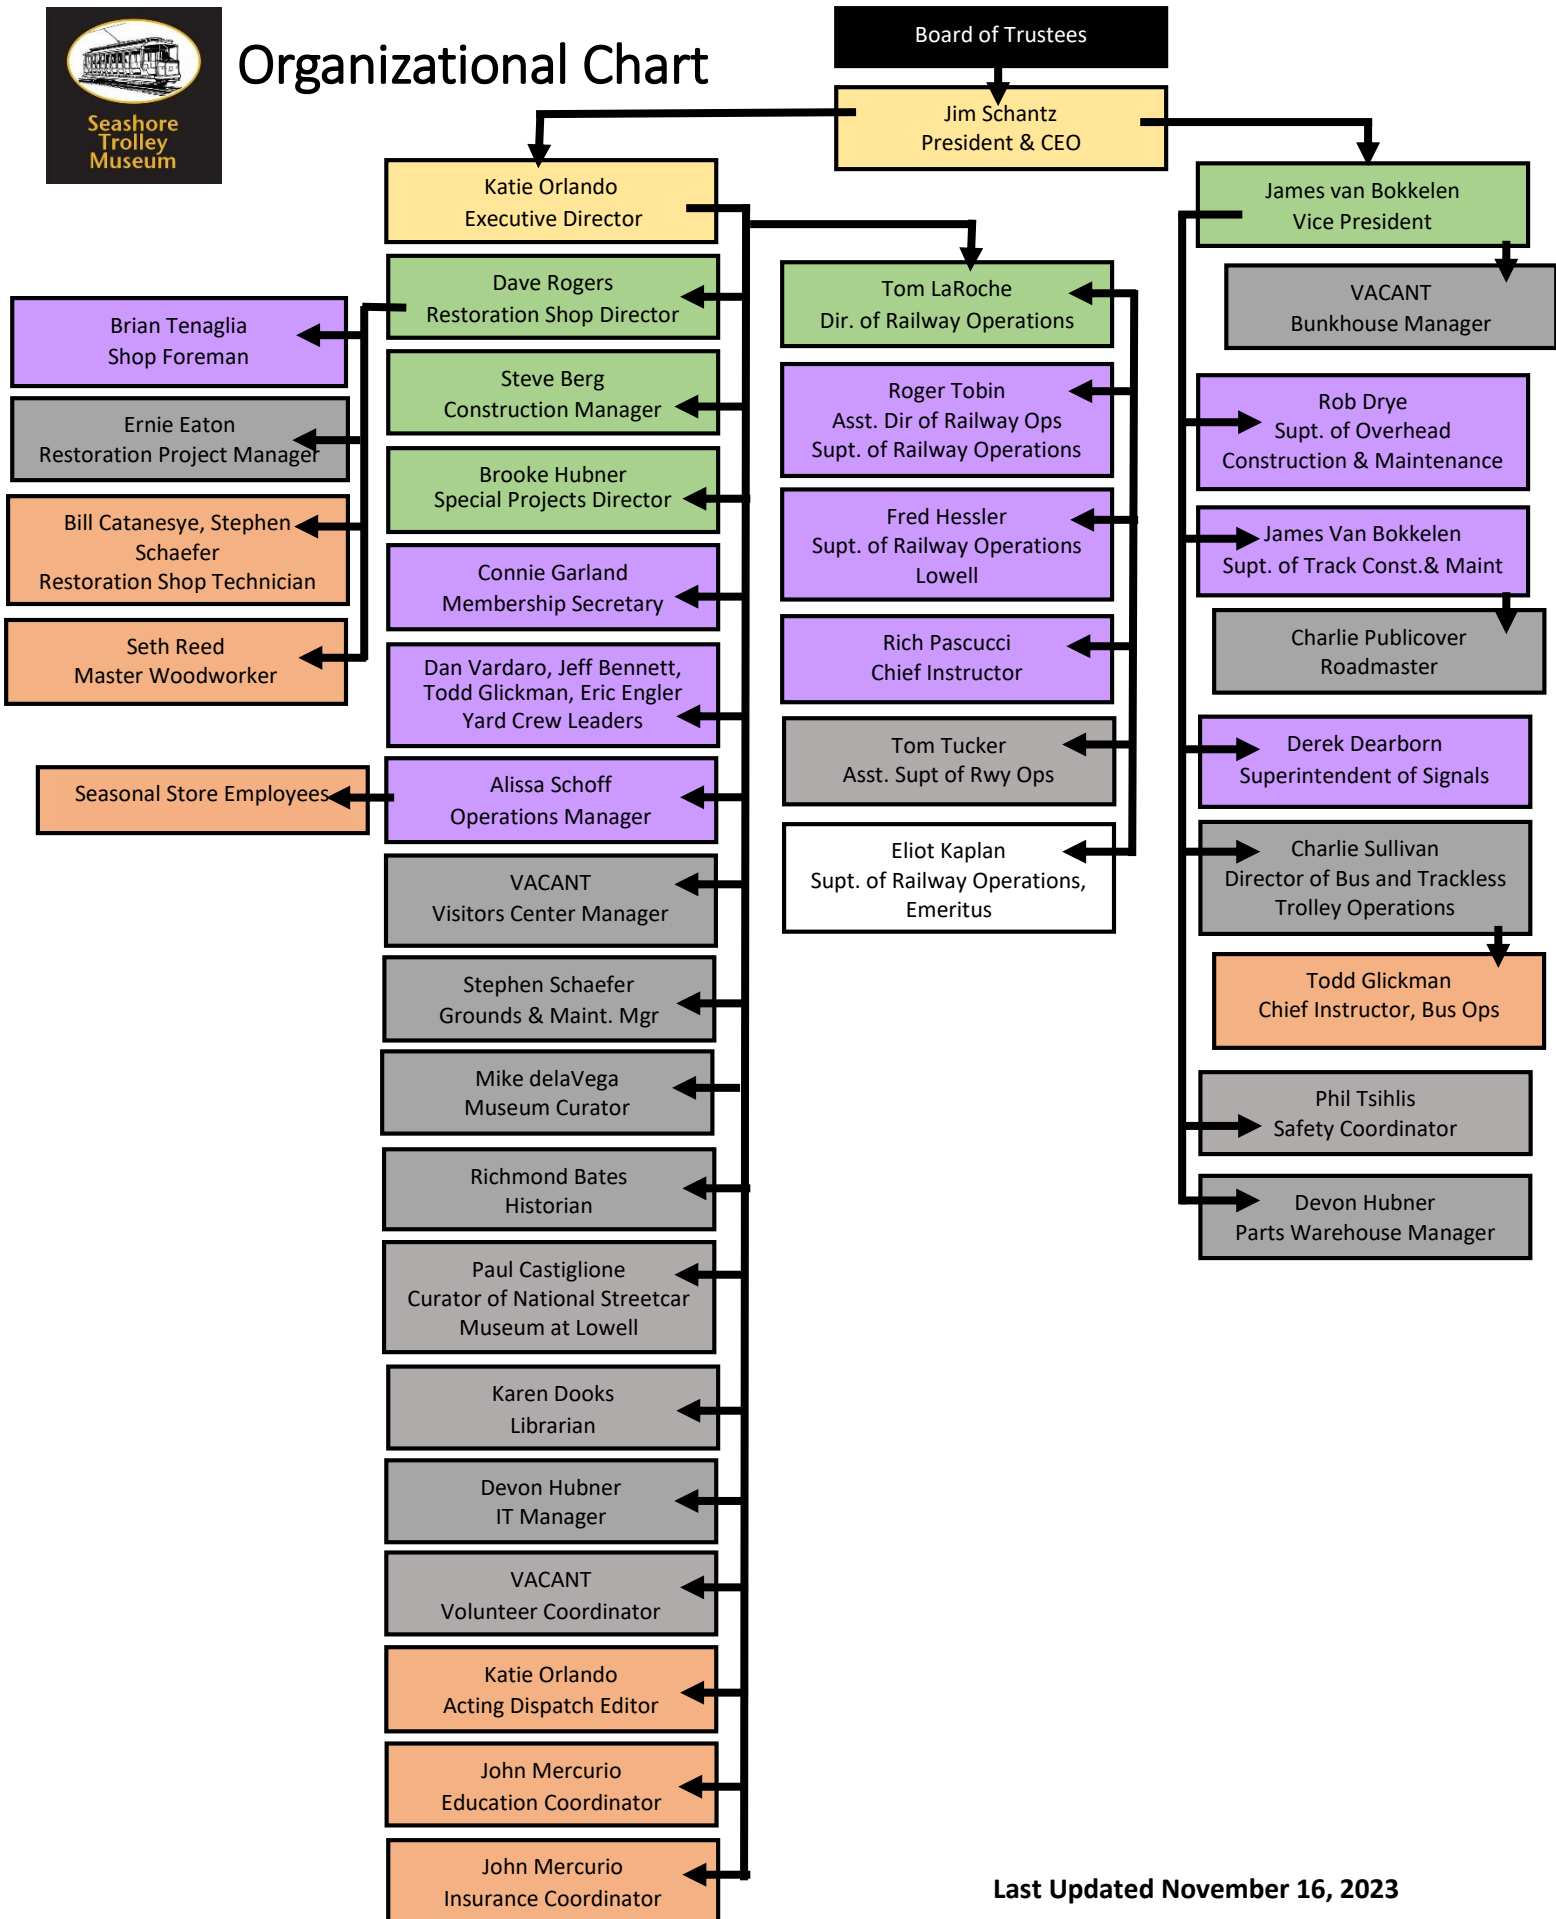 Seashore
Trolley
Museum
Organizational Chart
Board of Trustees
Jim Schantz
President & CEO
Katie Orlando
Executive Director
James van Bokkelen
Vice President
VACANT
Bunkhouse Manager
Dave Rogers
Restoration Shop Director
Brian Tenaglia
Shop Foreman
Ernie Eaton
Restoration Project Manager
Bill Catanesye, Stephen
Schaefer
Restoration Shop Technician
Seth Reed
Master Woodworker
Steve Berg
Construction Manager
Brooke Hubner
Special Projects Director
Connie Garland
Membership Secretary
Dan Vardaro, Jeff Bennett,
Todd Glickman, Eric Engler
Yard Crew Leaders
Alissa Schoff
Operations Manager
Seasonal Store Employees
VACANT
Visitors Center Manager
Stephen Schaefer
Grounds & Maint. Mgr
Mike delaVega
Museum Curator
Richmond Bates
Historian
Paul Castiglione
Curator of National Streetcar
Museum at Lowell
Karen Dooks
Librarian
Devon Hubner
IT Manager
VACANT
Volunteer Coordinator
Katie Orlando
Acting Dispatch Editor
John Mercurio
Education Coordinator
John Mercurio
Insurance Coordinator
Tom LaRoche
Dir. of Railway Operations
Roger Tobin
Asst. Dir of Railway Ops
Supt. of Railway Operations
Fred Hessler
Supt. of Railway Operations
Lowell
Rich Pascucci
Chief Instructor
Tom Tucker
Asst. Supt of Rwy Ops
Eliot Kaplan
Supt. of Railway Operations,
Emeritus
Rob Drye
Supt. of Overhead
Construction & Maintenance
James Van Bokkelen
Supt. of Track Const.& Maint
Charlie Publicover
Roadmaster
Derek Dearborn
Superintendent of Signals
Charlie Sullivan
Director of Bus and Trackless
Trolley Operations
Todd Glickman
Chief Instructor, Bus Ops
Phil Tsihlis
Safety Coordinator
Devon Hubner
Parts Warehouse Manager
Last Updated November 16, 2023